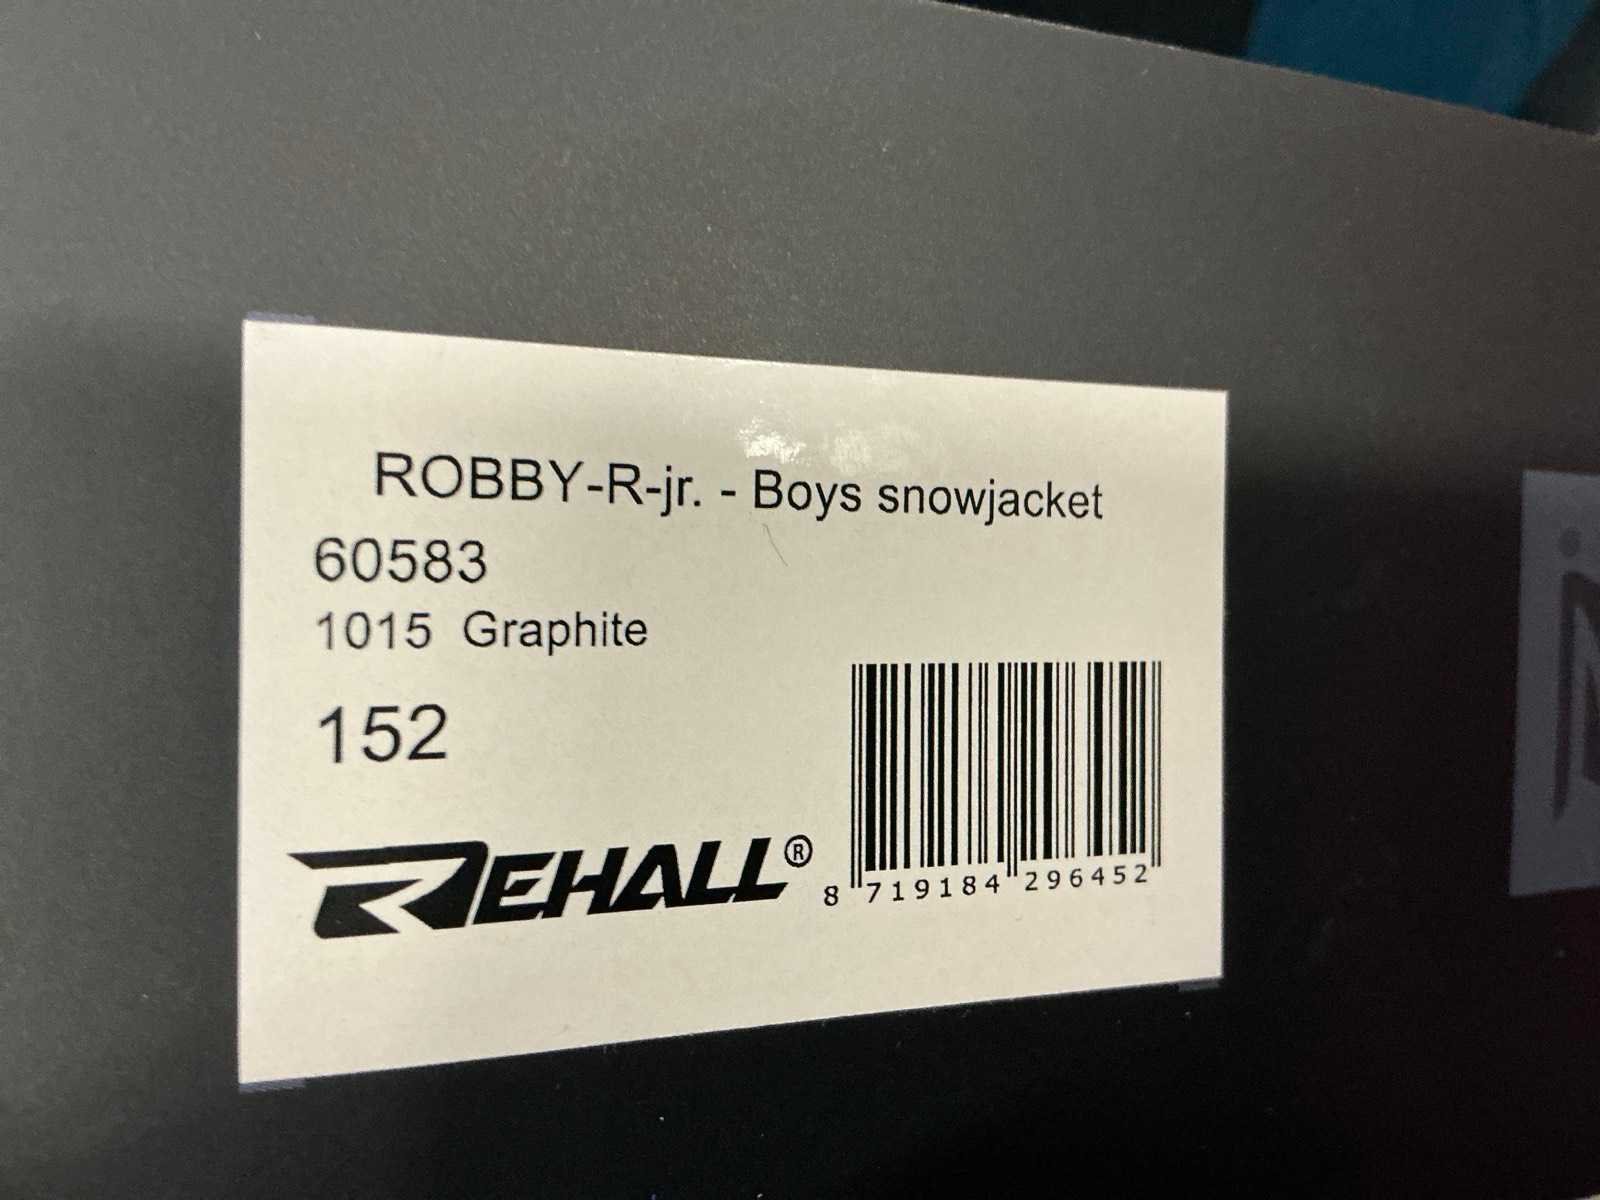 ROBBY-R-jr. - Boys snowjacket
60583
1015 Graphite
152
REHALL®
8 719184 296452